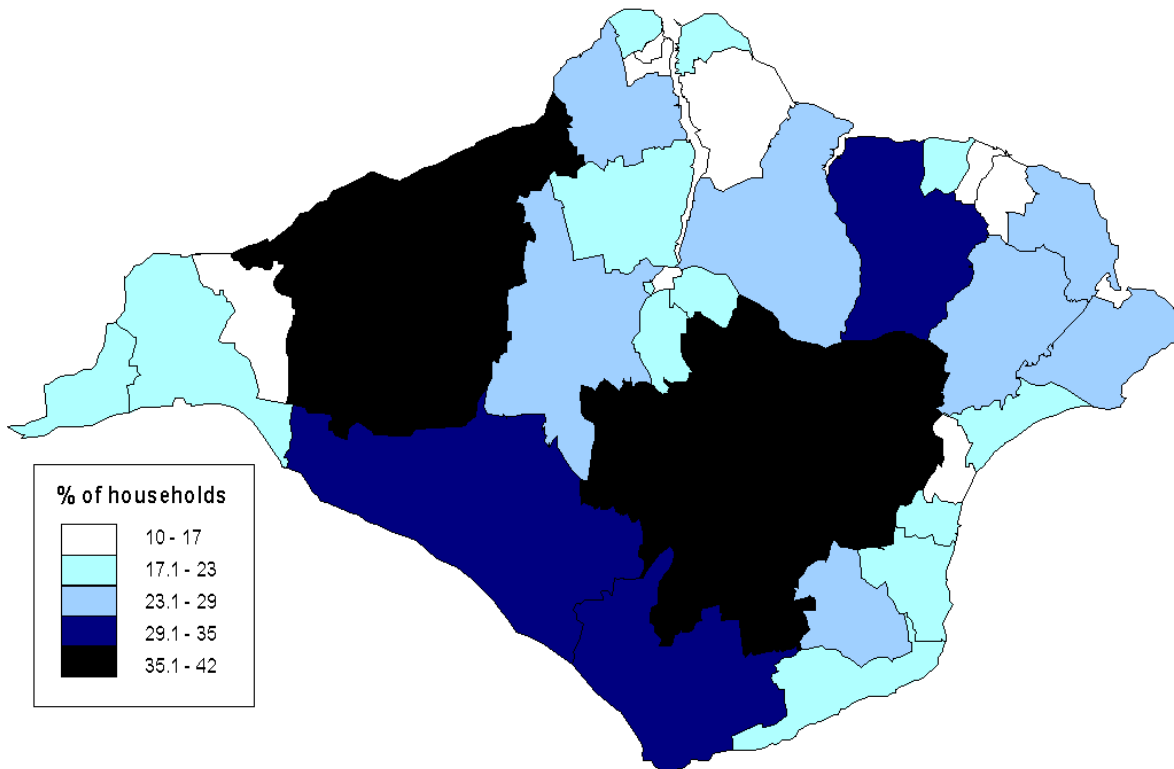 % of households
10 - 17
17.1 - 23
23.1 - 29
29.1 - 35
35.1 - 42